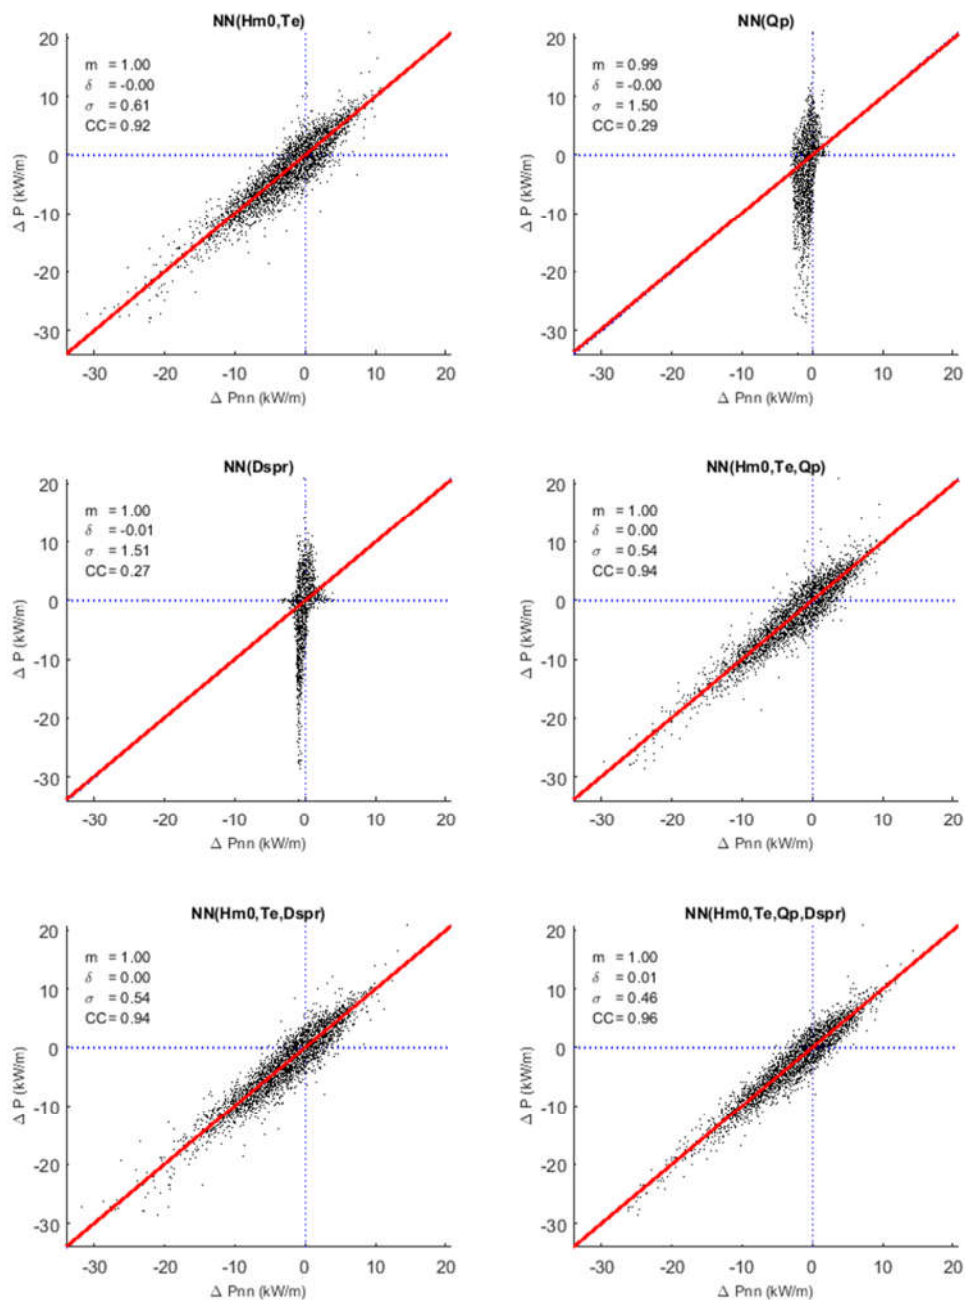 NN(Hm0,Te)
m = 1.00
δ = -0.00
σ = 0.61
CC = 0.92
20
10
0
-10
-20
-30
Δ P (kW/m)
-30 -20 -10 0 10 20
Δ Pnn (kW/m)
NN(Qp)
m = 0.99
δ = -0.00
σ = 1.50
CC = 0.29
20
10
0
-10
-20
-30
Δ P (kW/m)
-30 -20 -10 0 10 20
Δ Pnn (kW/m)
NN(Dspr)
m = 1.00
δ = -0.01
σ = 1.51
CC = 0.27
20
10
0
-10
-20
-30
Δ P (kW/m)
-30 -20 -10 0 10 20
Δ Pnn (kW/m)
NN(Hm0,Te,Qp)
m = 1.00
δ = 0.00
σ = 0.54
CC = 0.94
20
10
0
-10
-20
-30
Δ P (kW/m)
-30 -20 -10 0 10 20
Δ Pnn (kW/m)
NN(Hm0,Te,Dspr)
m = 1.00
δ = 0.00
σ = 0.54
CC = 0.94
20
10
0
-10
-20
-30
Δ P (kW/m)
-30 -20 -10 0 10 20
Δ Pnn (kW/m)
NN(Hm0,Te,Qp,Dspr)
m = 1.00
δ = 0.01
σ = 0.46
CC = 0.96
20
10
0
-10
-20
-30
Δ P (kW/m)
-30 -20 -10 0 10 20
Δ Pnn (kW/m)